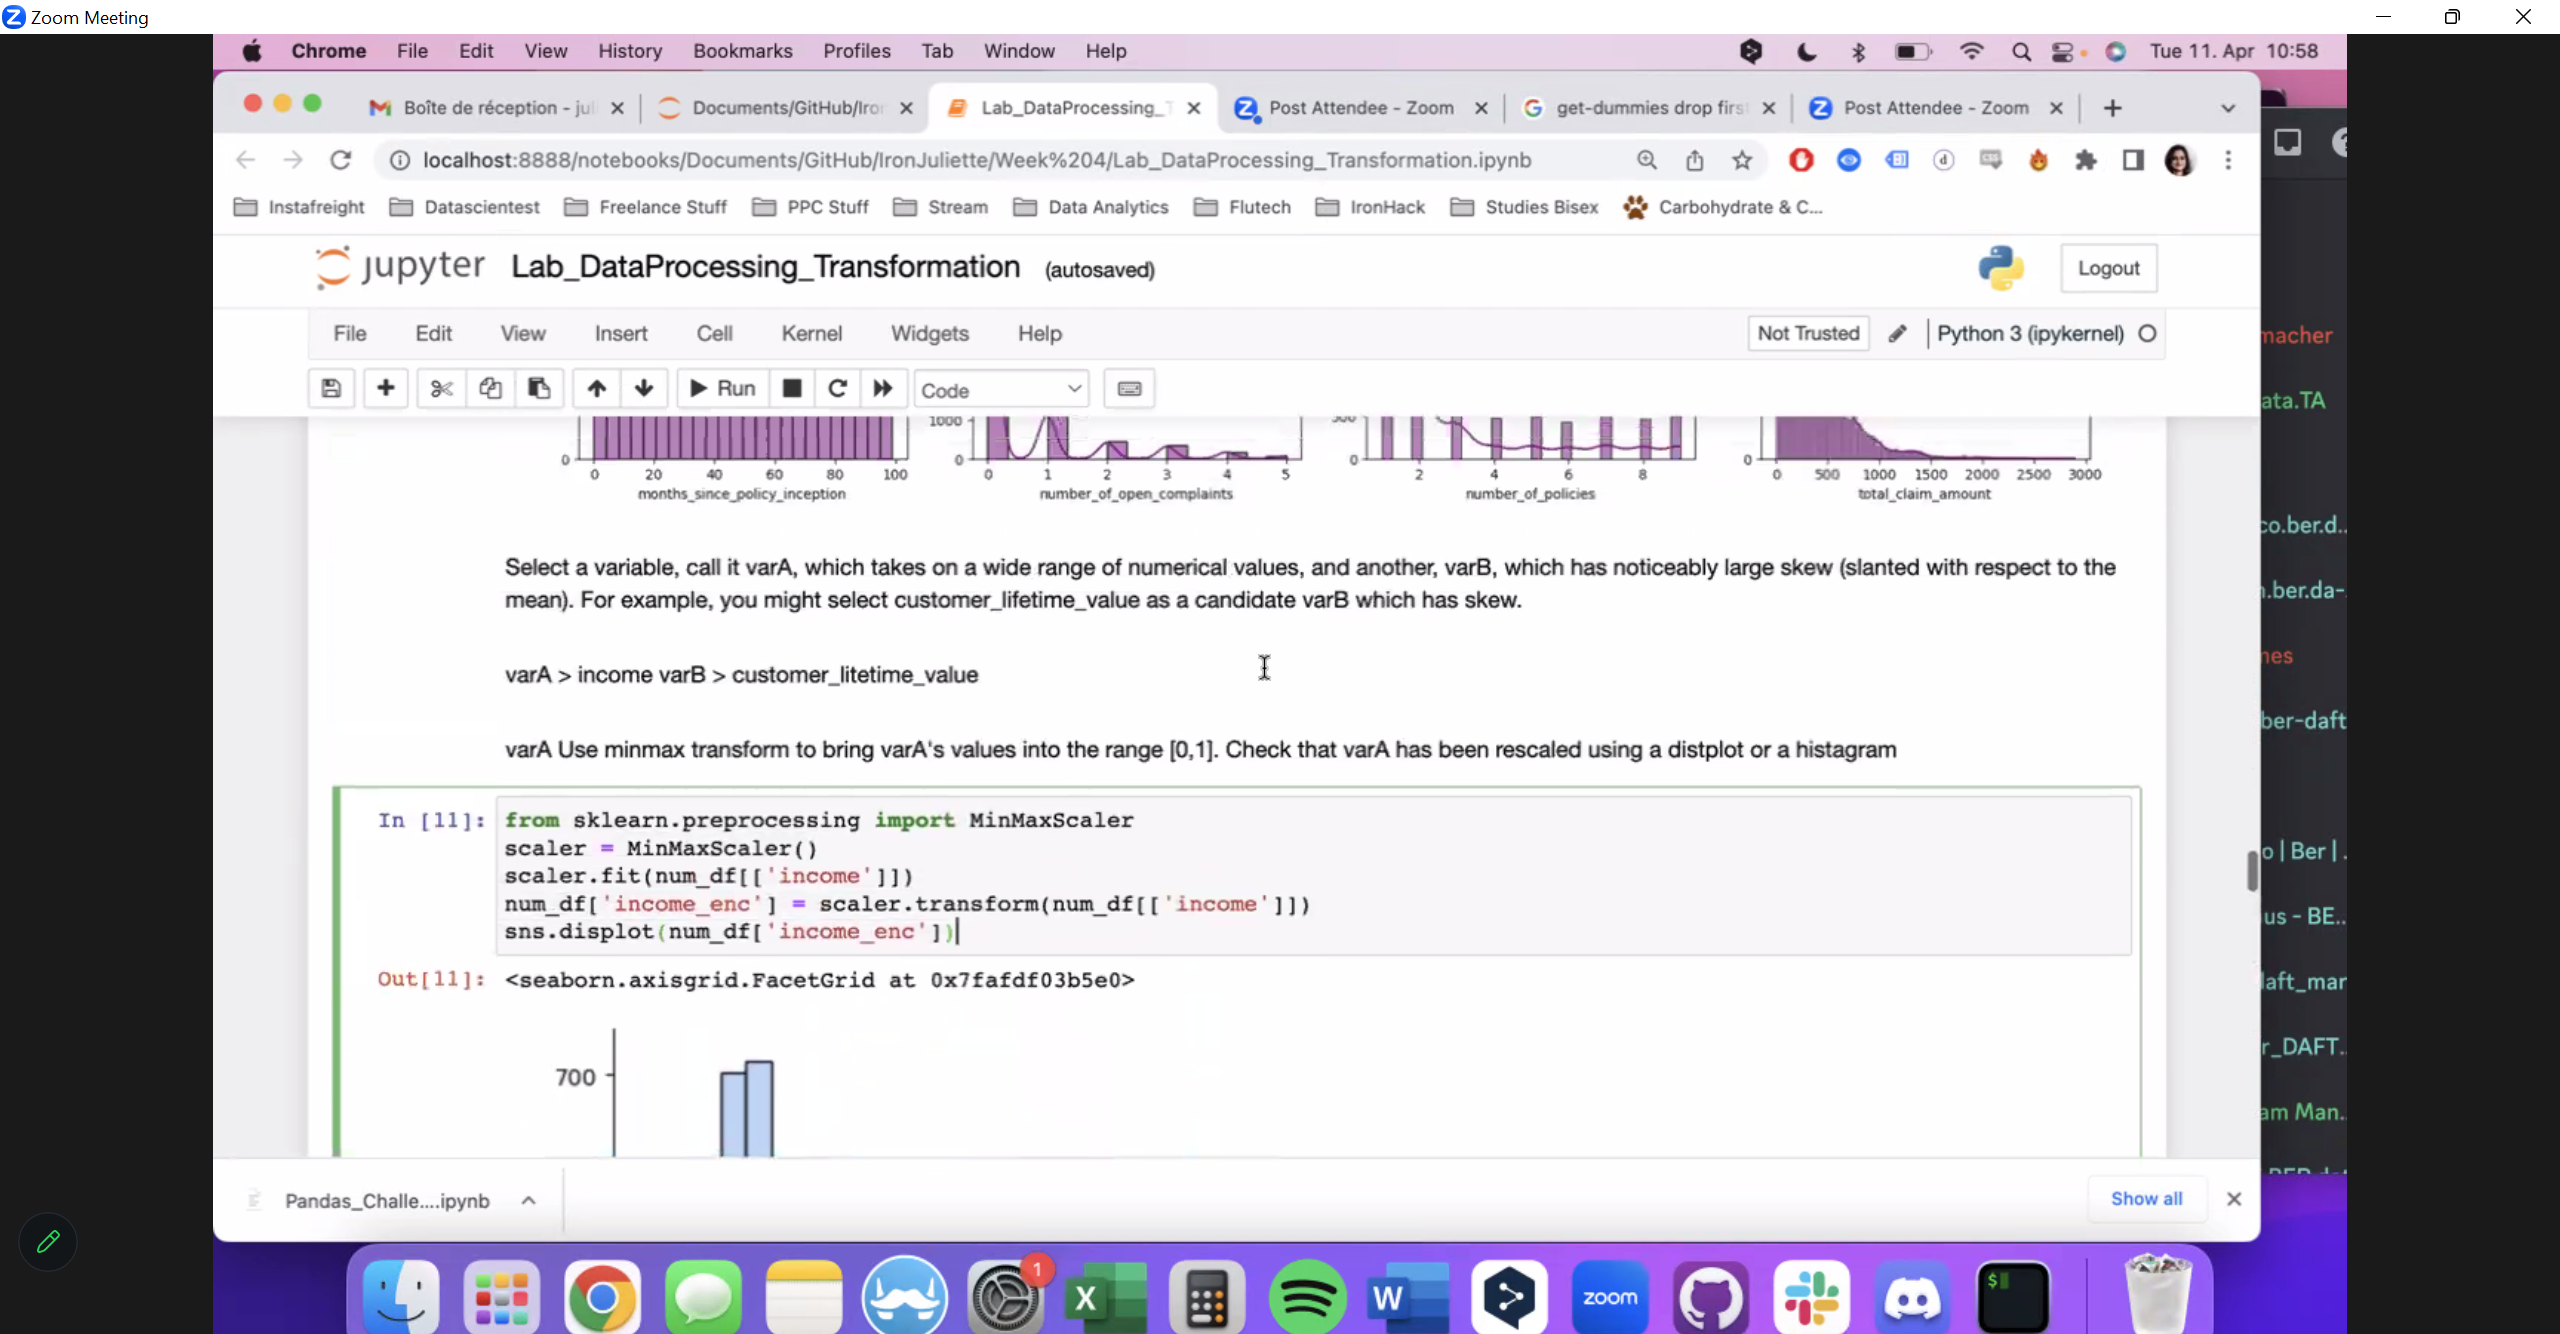 Zoom Meeting
Chrome File Edit View History Bookmarks Profiles Tab Window Help Tue 11. Apr 10:58
Boîte de réception - jul Documents/GitHub/Iron Lab_DataProcessing_T Post Attendee - Zoom get-dummies drop first Post Attendee - Zoom
localhost:8888/notebooks/Documents/GitHub/IronJuliette/Week%204/Lab_DataProcessing_Transformation.ipynb
Instafreight Datascientest Freelance Stuff PPC Stuff Stream Data Analytics Flutech IronHack Studies Bisex Carbohydrate & C...
jupyter Lab_DataProcessing_Transformation (autosaved) Logout
File Edit View Insert Cell Kernel Widgets Help Not Trusted Python 3 (ipykernel)
Run Code
1000 500
0 0 0 0
0 20 40 60 80 100 0 1 2 3 4 5 2 4 6 8 0 500 1000 1500 2000 2500 3000
months_since_policy_inception number_of_open_complaints number_of_policies total_claim_amount
Select a variable, call it varA, which takes on a wide range of numerical values, and another, varB, which has noticeably large skew (slanted with respect to the
mean). For example, you might select customer_lifetime_value as a candidate varB which has skew.
varA > income varB > customer_litetime_value
varA Use minmax transform to bring varA's values into the range [0,1]. Check that varA has been rescaled using a distplot or a histagram
In [11]: from sklearn.preprocessing import MinMaxScaler
scaler = MinMaxScaler()
scaler.fit(num_df[['income']])
num_df['income_enc'] = scaler.transform(num_df[['income']])
sns.displot(num_df['income_enc'])
Out[11]: <seaborn.axisgrid.FacetGrid at 0x7fafdf03b5e0>
700
Pandas_Challe....ipynb Show all
macher
ata.TA
co.ber.d..
n.ber.da-
nes
ber-daft
o | Ber | .
us - BE..
laft_mar
r_DAFT.
am Man.
1
X W zoom $